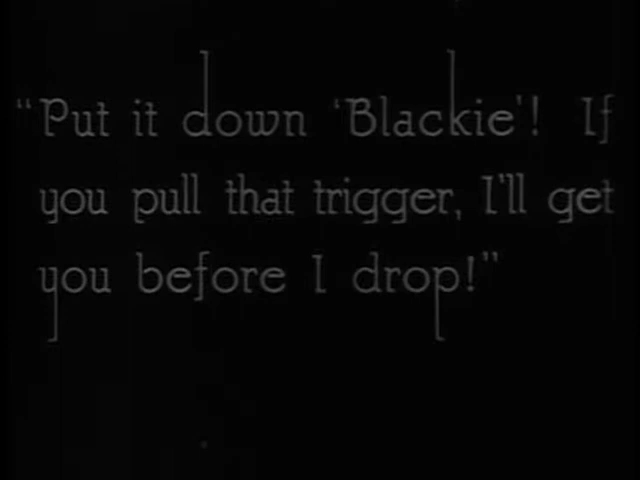 “Put it down ‘Blackie’! If
you pull that trigger, I’ll get
you before I drop!”